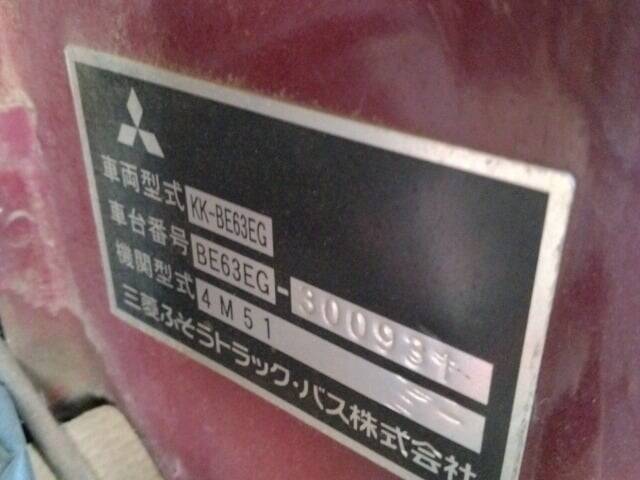 車両型式 KK-BE63EG
車台番号 BE63EG-300934
機関型式 4M51
三菱ふそうトラック・バス株式会社